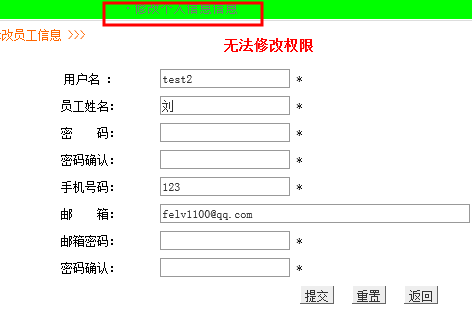 修改个人信息信息
改员工信息 >>>
无法修改权限
用户名 : test2 *
员工姓名: 刘
密 码: *
密码确认: *
手机号码: 123 *
邮 箱: felv1100@qq.com
邮箱密码: *
密码确认: *
提交 重置 返回